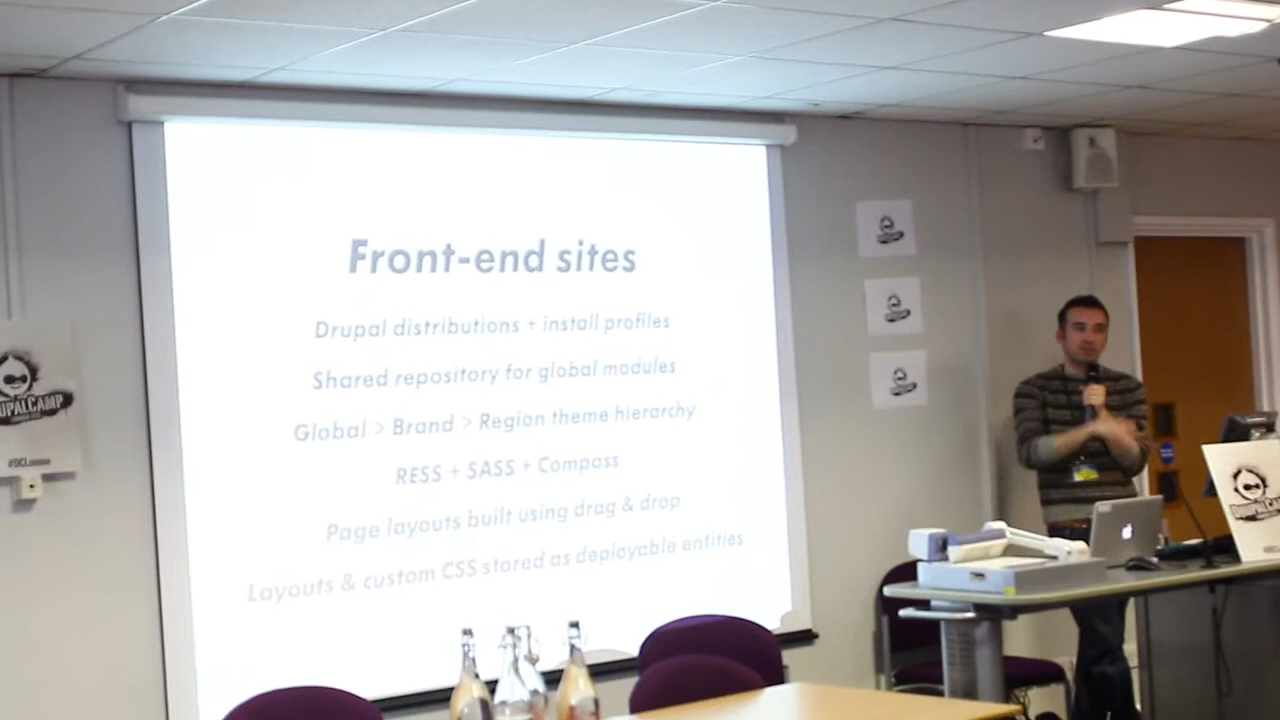 Front-end sites
Drupal distributions + install profiles
Shared repository for global modules
Global > Brand > Region theme hierarchy
RESS + SASS + Compass
Page layouts built using drag & drop
Layouts & custom CSS stored as deployable entities
DRUPALCAMP
#DCLondon
DRUPALCAMP